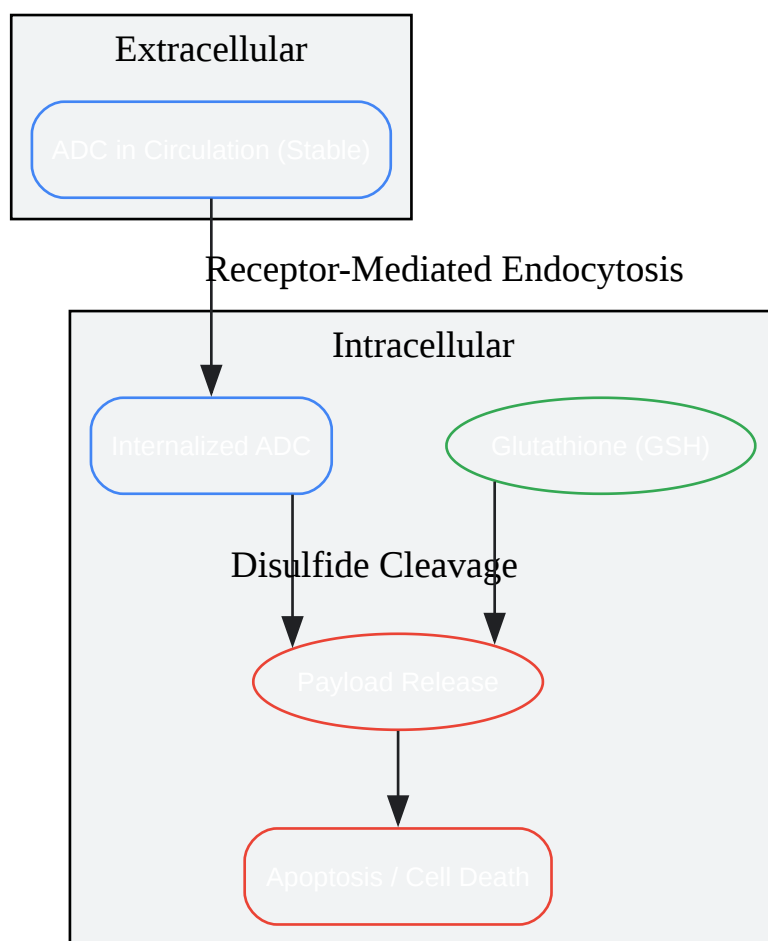 Extracellular
ADC in Circulation (Stable)
Receptor-Mediated Endocytosis
Intracellular
Internalized ADC
Glutathione (GSH)
Disulfide Cleavage
Payload Release
Apoptosis / Cell Death